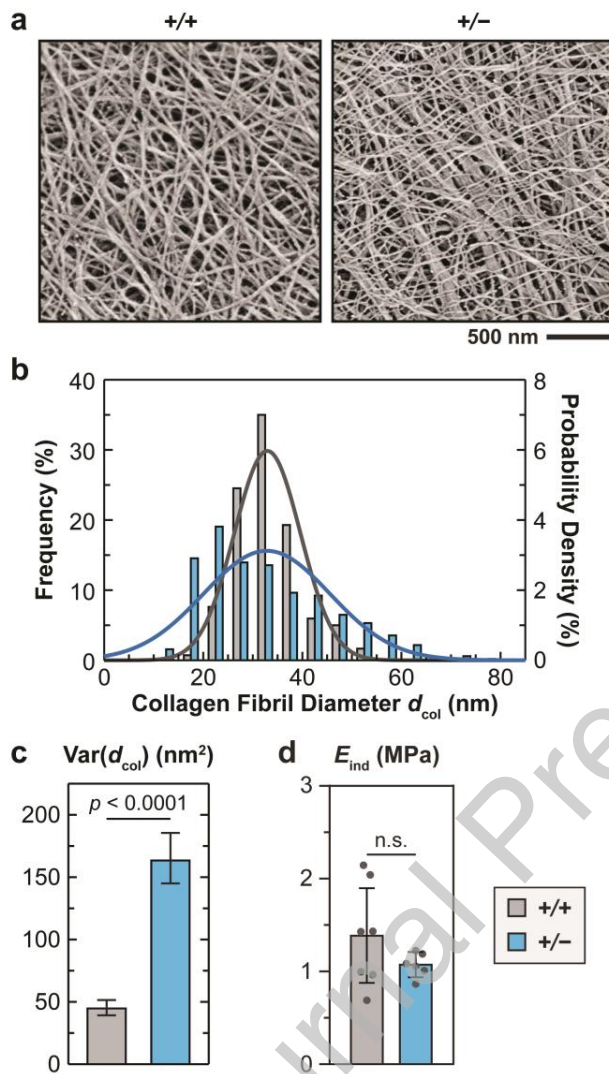 a
+/+
+/−
500 nm
b
40
30
20
10
0
Frequency (%)
8
6
4
2
0
Probability Density (%)
0
20
40
60
80
Collagen Fibril Diameter dcol (nm)
c
Var(dcol) (nm²)
200
150
100
50
0
p < 0.0001
d
Eind (MPa)
3
2
1
0
n.s.
+/+
+/−
urnal Pre